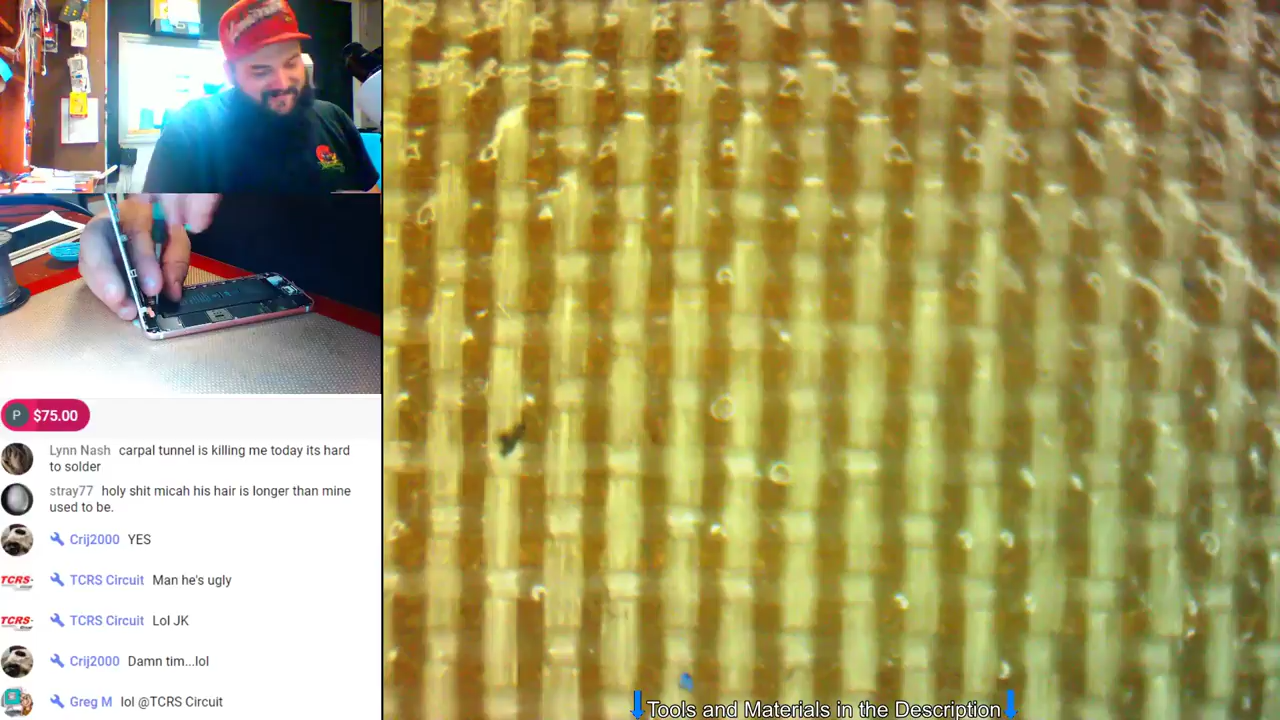 P $75.00
Lynn Nash carpal tunnel is killing me today its hard
to solder
stray77 holy shit micah his hair is longer than mine
used to be.
Crij2000 YES
TCRS Circuit Man he's ugly
TCRS Circuit Lol JK
Crij2000 Damn tim...lol
Greg M lol @TCRS Circuit
TCRS
TCRS
Tools and Materials in the Description